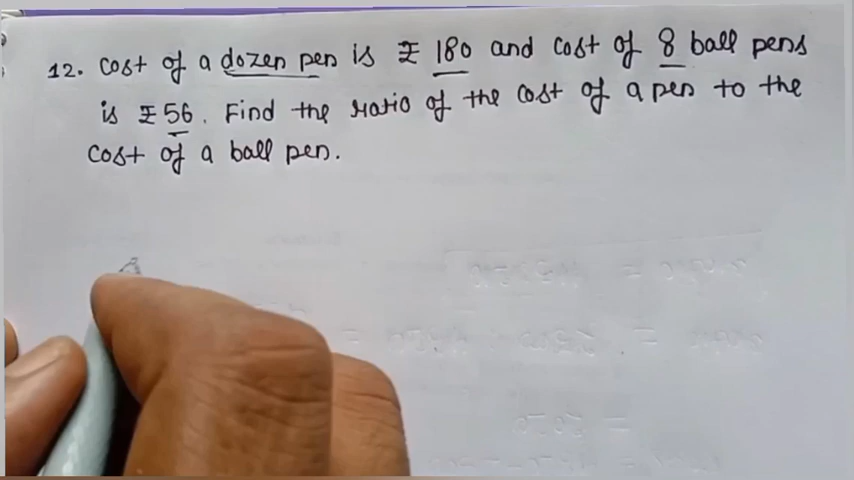 12. Cost of a dozen pen is ₹ 180 and cost of 8 ball pens
is ₹ 56. Find the ratio of the cost of a pen to the
cost of a ball pen.